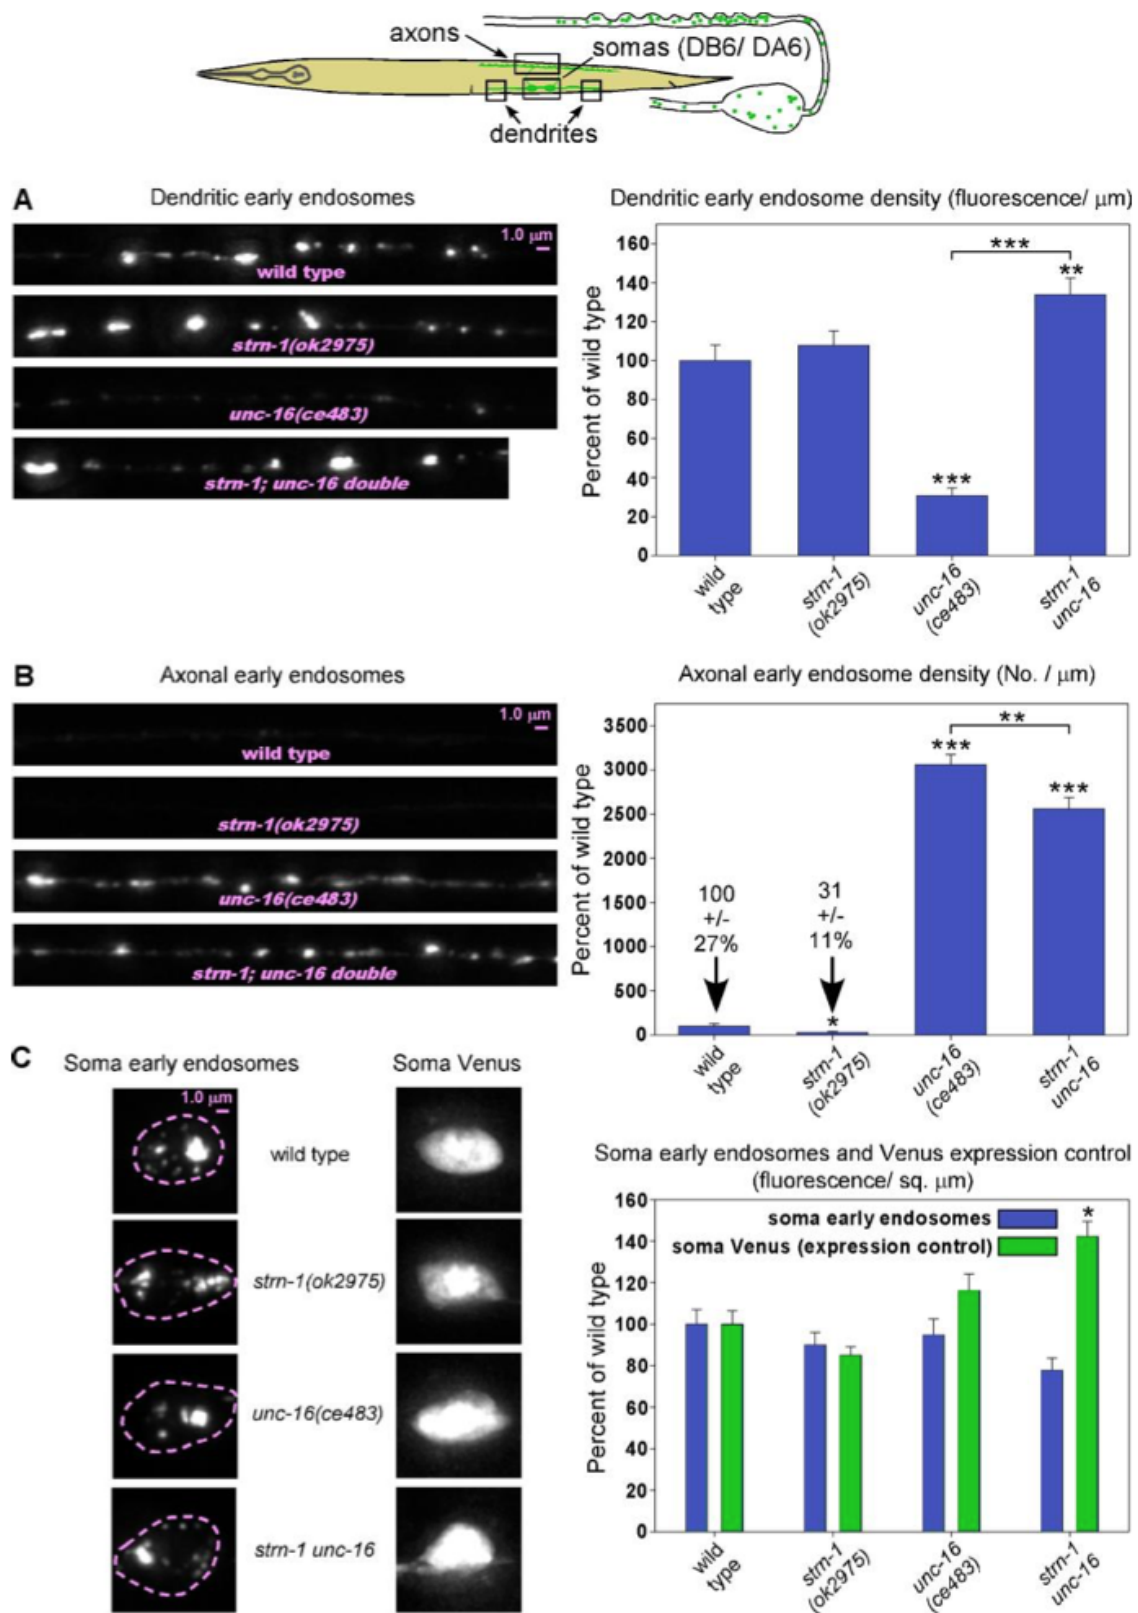 axons
somas (DB6/ DA6)
dendrites
A
Dendritic early endosomes
1.0 μm
wild type
strn-1(ok2975)
unc-16(ce483)
strn-1; unc-16 double
Dendritic early endosome density (fluorescence/ μm)
Percent of wild type
160
140
120
100
80
60
40
20
0
***
**
***
wild type
strn-1 (ok2975)
unc-16 (ce483)
strn-1 unc-16
B
Axonal early endosomes
1.0 μm
wild type
strn-1(ok2975)
unc-16(ce483)
strn-1; unc-16 double
Axonal early endosome density (No. / μm)
Percent of wild type
3500
3000
2500
2000
1500
1000
500
0
100
+/-
27%
31
+/-
11%
*
***
**
***
wild type
strn-1 (ok2975)
unc-16 (ce483)
strn-1 unc-16
C
Soma early endosomes
Soma Venus
1.0 μm
wild type
strn-1(ok2975)
unc-16(ce483)
strn-1 unc-16
Soma early endosomes and Venus expression control
(fluorescence/ sq. μm)
Percent of wild type
160
140
120
100
80
60
40
20
0
soma early endosomes
soma Venus (expression control)
*
wild type
strn-1 (ok2975)
unc-16 (ce483)
strn-1 unc-16